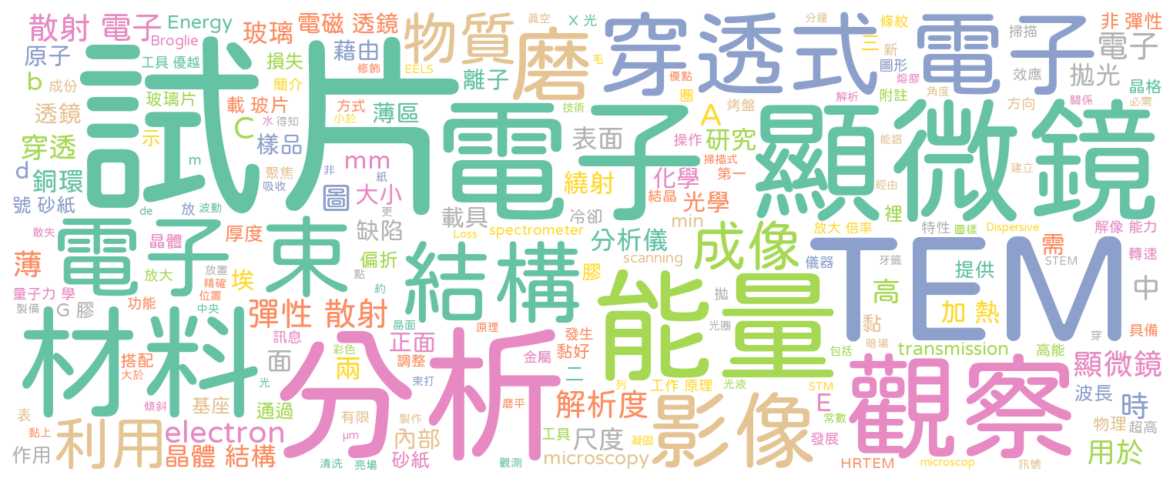 散射 電子
Energy
玻璃
電磁 透鏡
物質
磨
穿透式
電子
真空
X 光
分鐘
條紋
掃描
非 彈性
原子
Broglie
工具 優越
修飾
藉由
EELS
離子
毛
優點
三
新
圖形
效應
電子
拋光
晶格
b
成份
損失
簡介
試片
電子
顯微鏡
透鏡
玻璃片
載 玻片
方式
小於
薄區
技術
圈
烤盤
解析
熔膠
附註
角度
方向
關係
必需
C
水
得知
示
樣品
表面
A
操作
研究
能錯
穿透
m
聚焦
吸收
非
紙
mm
繞射
化學
掃描式
第一
建立
d
銅環
圖
大小
結晶
光學
經由
裡
號 砂紙
de
放
波動
更
載具
冷卻
min
放大 倍率
特性
圖樣
Dispersive
解像 能力
電子
束
散失
晶體
厚度
缺陷
Loss
spectrometer
分析儀
成像
TEM
儀器
牙籤
提供
需
STEM
轉速
薄
放大
放置
精確
位置
埃
偏折
點
結構
膠
scanning
能量
高
中
量子力 學
製備
G 膠
功能
中央
約
拋
光圈
黏
加 熱
材料
彈性 散射
晶面
原理
正面
發生
黏好
暗場
穿
具備
訊息
分析
搭配
大於
面
彩色
兩
調整
金屬
二
包括
transmission
高能
顯微鏡
傾斜
光
束打
列
工作 原理
光液
STM
觀察
波長
表
黏上
基座
通過
有限
製作
磨平
解析度
工具
影像
E
常數
時
利用
electron
μm
內部
尺度
發展
物理
超高
作用
晶體 結構
清洗
亮場
砂紙
觀測
凝固
microscopy
HRTEM
microscop
訊號
用於